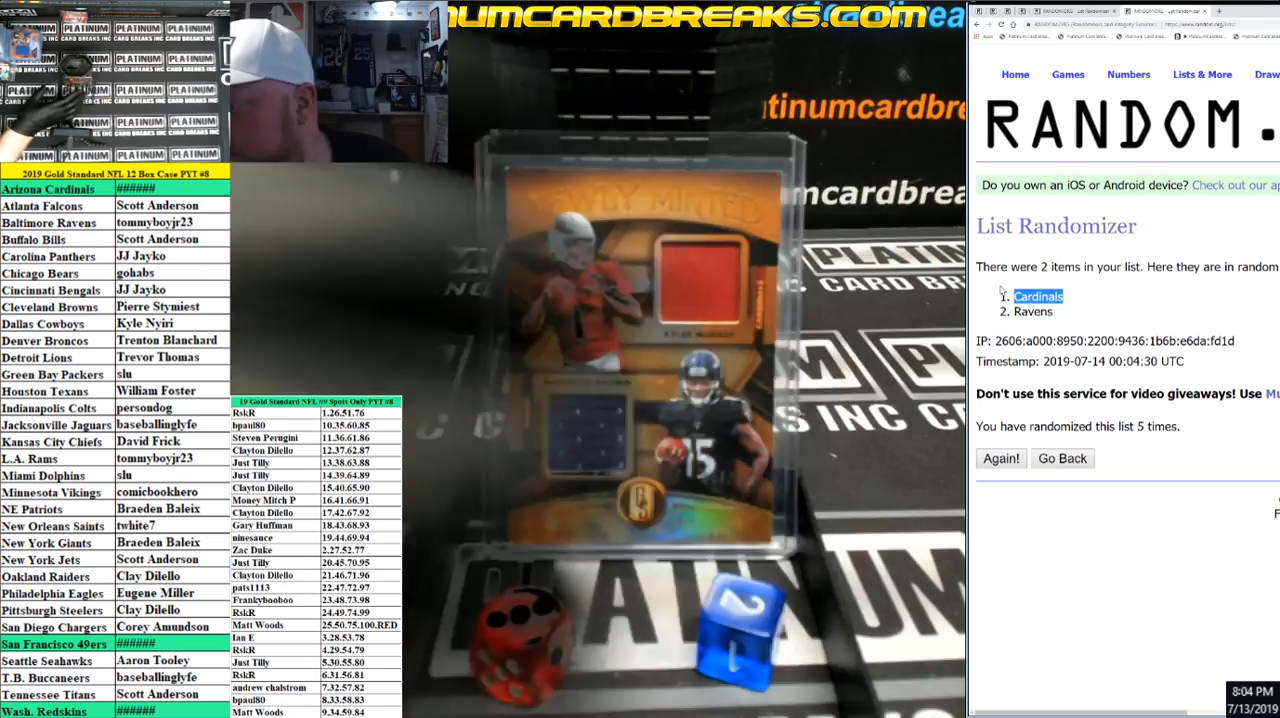 NUMCARDBREAKS.COM
PLATINUM
CARD BREAKS INC
atinumcardbre
umcardbrea
2019 Gold Standard NFL 12 Box Case PYT #8
Arizona Cardinals ######
Atlanta Falcons Scott Anderson
Baltimore Ravens tommyboyjr23
Buffalo Bills Scott Anderson
Carolina Panthers JJ Jayko
Chicago Bears gohabs
Cincinnati Bengals JJ Jayko
Cleveland Browns Pierre Stymiest
Dallas Cowboys Kyle Nyiri
Denver Broncos Trenton Blanchard
Detroit Lions Trevor Thomas
Green Bay Packers slu
Houston Texans William Foster
Indianapolis Colts persondog
Jacksonville Jaguars baseballinglyfe
Kansas City Chiefs David Frick
L.A. Rams tommyboyjr23
Miami Dolphins slu
Minnesota Vikings comicbookhero
NE Patriots Braeden Baleix
New Orleans Saints twhite7
New York Giants Braeden Baleix
New York Jets Scott Anderson
Oakland Raiders Clay Dilello
Philadelphia Eagles Eugene Miller
Pittsburgh Steelers Clay Dilello
San Diego Chargers Corey Amundson
San Francisco 49ers ######
Seattle Seahawks Aaron Tooley
T.B. Buccaneers baseballinglyfe
Tennessee Titans Scott Anderson
Wash. Redskins ######
19 Gold Standard NFL ## Spots Only PYT #8
RskR 1.26.51.76
bpaul80 10.35.60.85
Steven Perugini 11.36.61.86
Clayton Dilello 12.37.62.87
Just Tilly 13.38.63.88
Just Tilly 14.39.64.89
Clayton Dilello 15.40.65.90
Money Mitch P 16.41.66.91
Clayton Dilello 17.42.67.92
Gary Huffman 18.43.68.93
ninesauce 19.44.69.94
Zac Duke 2.27.52.77
Just Tilly 20.45.70.95
Clayton Dilello 21.46.71.96
pats1113 22.47.72.97
Frankybooboo 23.48.73.98
RskR 24.49.74.99
Matt Woods 25.50.75.100.RED
Ian E 3.28.53.78
RskR 4.29.54.79
Just Tilly 5.30.55.80
RskR 6.31.56.81
andrew chalstrom 7.32.57.82
bpaul80 8.33.58.83
Matt Woods 9.34.59.84
15
2
1
Home Games Numbers Lists & More Draw
RANDOM.
Do you own an iOS or Android device? Check out our ap
List Randomizer
There were 2 items in your list. Here they are in random
1. Cardinals
2. Ravens
IP: 2606:a000:8950:2200:9436:1b6b:e6da:fd1d
Timestamp: 2019-07-14 00:04:30 UTC
Don't use this service for video giveaways! Use Mu
You have randomized this list 5 times.
Again! Go Back
8:04 PM
7/13/2019